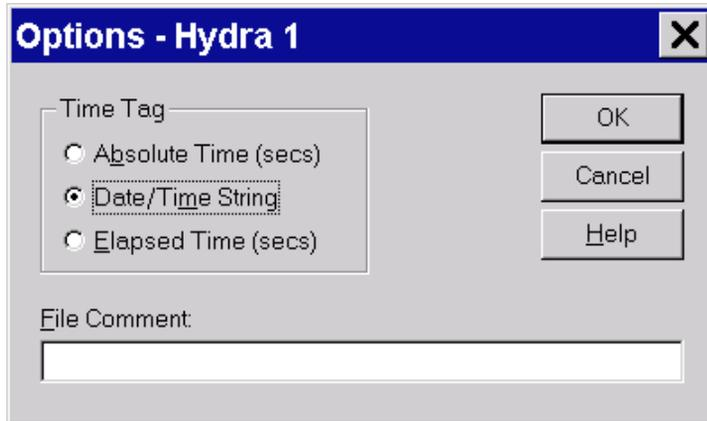 Options - Hydra 1
Time Tag
Absolute Time (secs)
Date/Time String
Elapsed Time (secs)
OK
Cancel
Help
File Comment: